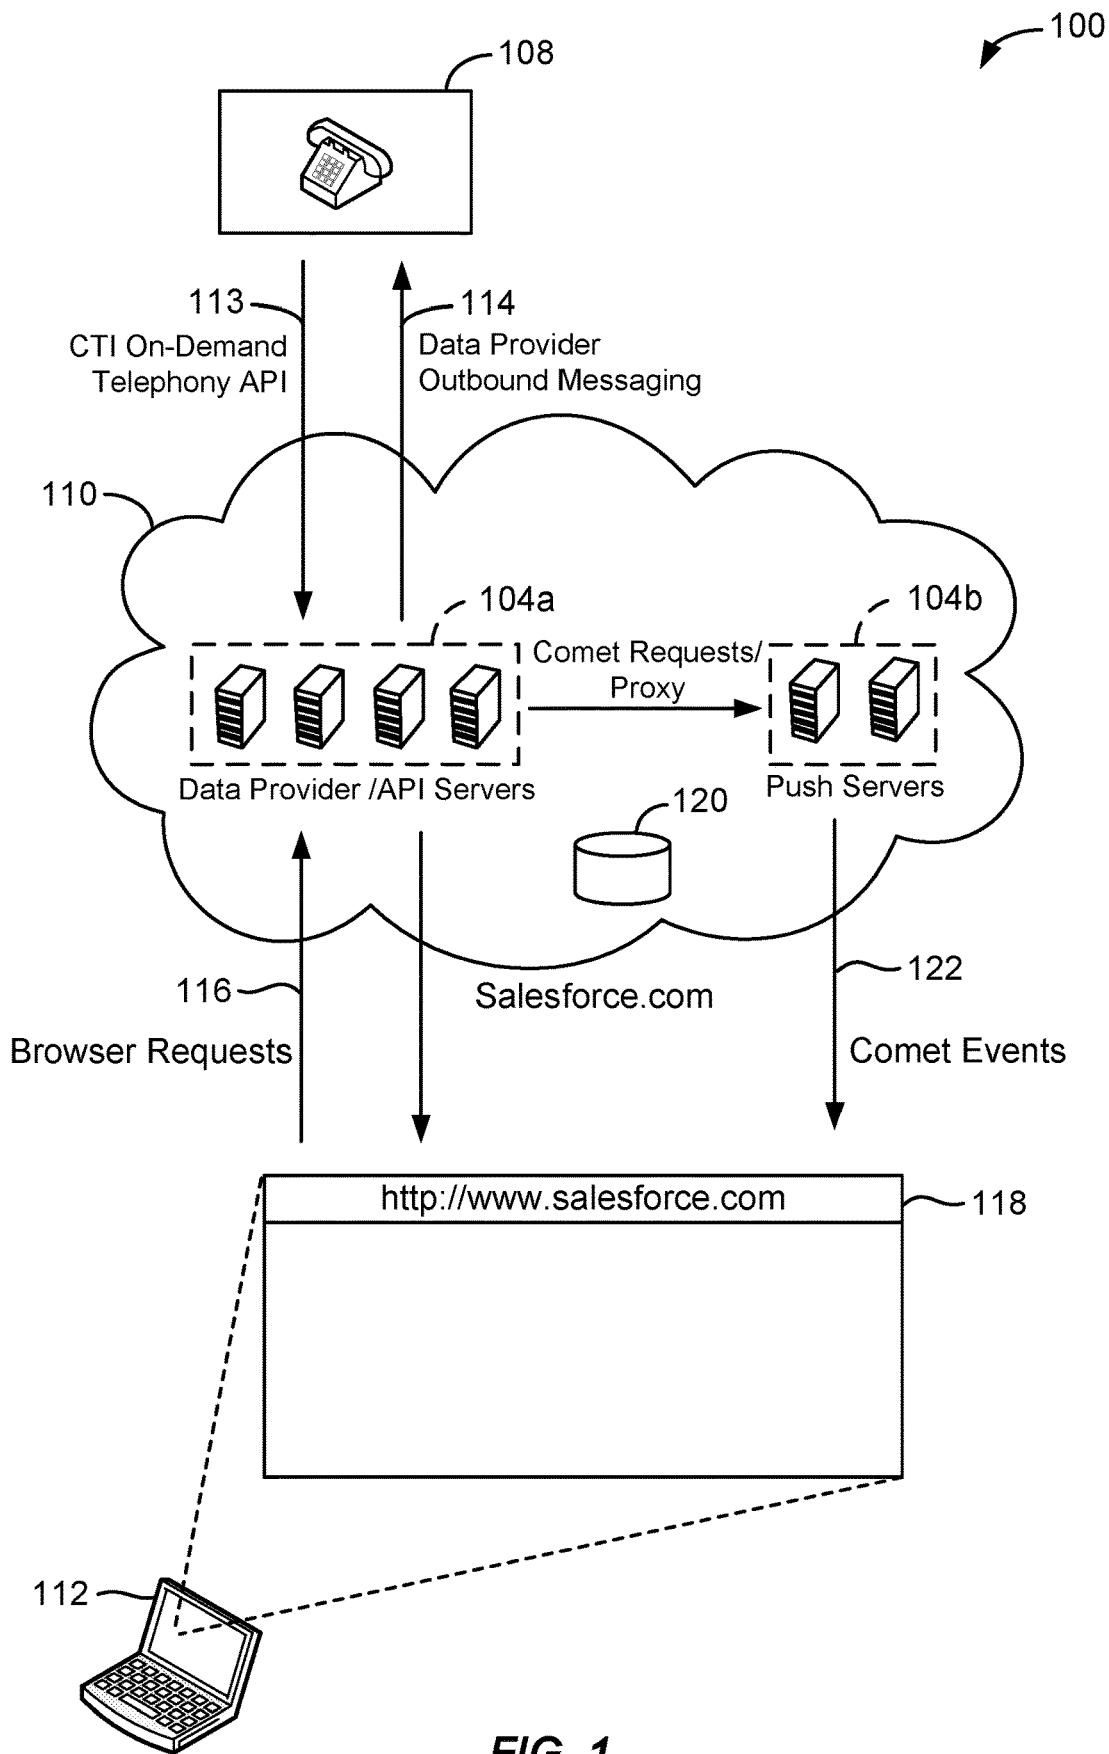 100
108
113
114
CTI On-Demand
Telephony API
Data Provider
Outbound Messaging
110
104a
104b
Comet Requests/
Proxy
Data Provider /API Servers
Push Servers
120
116
Salesforce.com
122
Browser Requests
Comet Events
http://www.salesforce.com
118
112
FIG. 1